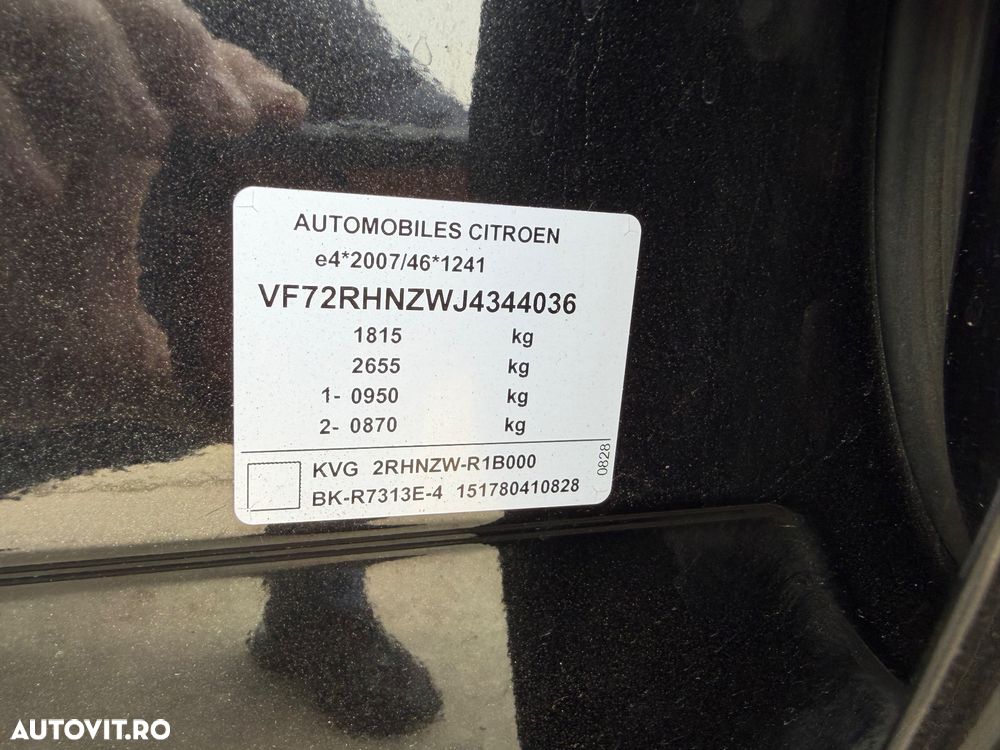 AUTOMOBILES CITROEN
e4*2007/46*1241
VF72RHNZWJ4344036
1815 kg
2655 kg
1- 0950 kg
2- 0870 kg
KVG 2RHNZW-R1B000
BK-R7313E-4 151780410828
0828
AUTOVIT.RO